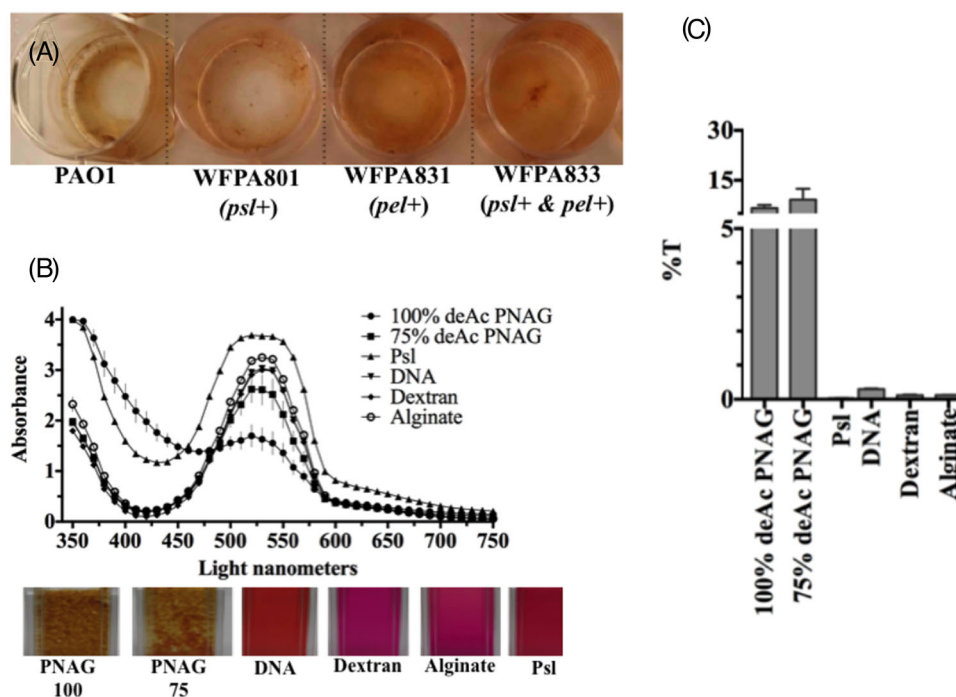 (A)
PAO1 WFPA801 WFPA831 WFPA833
(psl+) (pel+) (psl+ & pel+)
(B)
4
3
2
1
0
Absorbance
100% deAc PNAG
75% deAc PNAG
Psl
DNA
Dextran
Alginate
350 400 450 500 550 600 650 700 750
Light nanometers
PNAG PNAG DNA Dextran Alginate Psl
100 75
(C)
30
15
5
0
%T
100% deAc PNAG
75% deAc PNAG
Psl
DNA
Dextran
Alginate